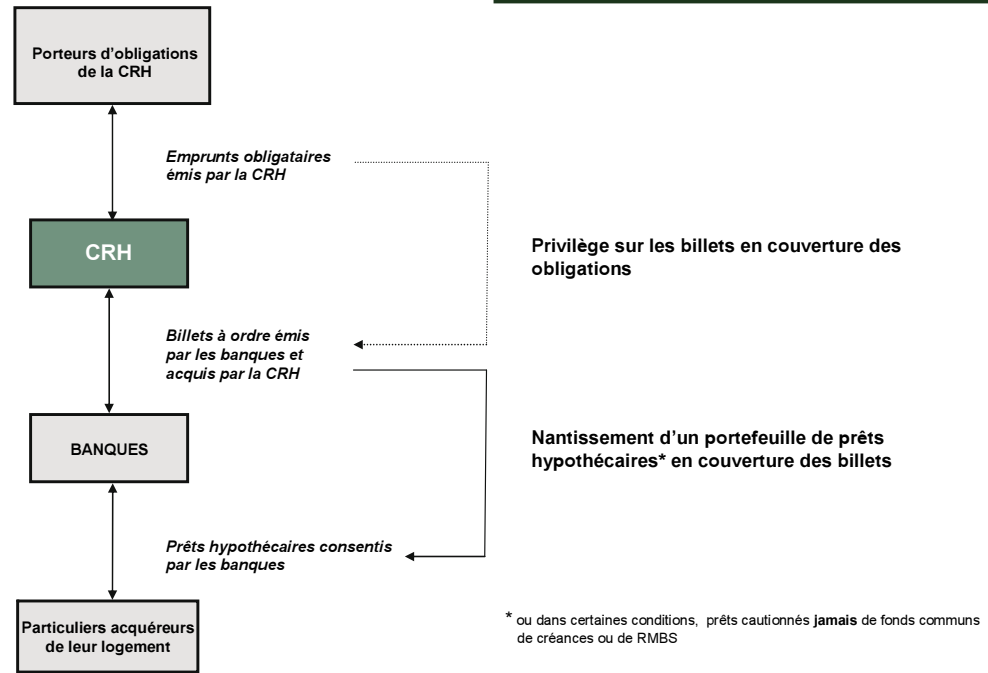 Porteurs d'obligations
de la CRH
Emprunts obligataires
émis par la CRH
CRH
Privilège sur les billets en couverture des
obligations
Billets à ordre émis
par les banques et
acquis par la CRH
BANQUES
Nantissement d'un portefeuille de prêts
hypothécaires* en couverture des billets
Prêts hypothécaires consentis
par les banques
Particuliers acquéreurs
de leur logement
* ou dans certaines conditions, prêts cautionnés jamais de fonds communs
de créances ou de RMBS